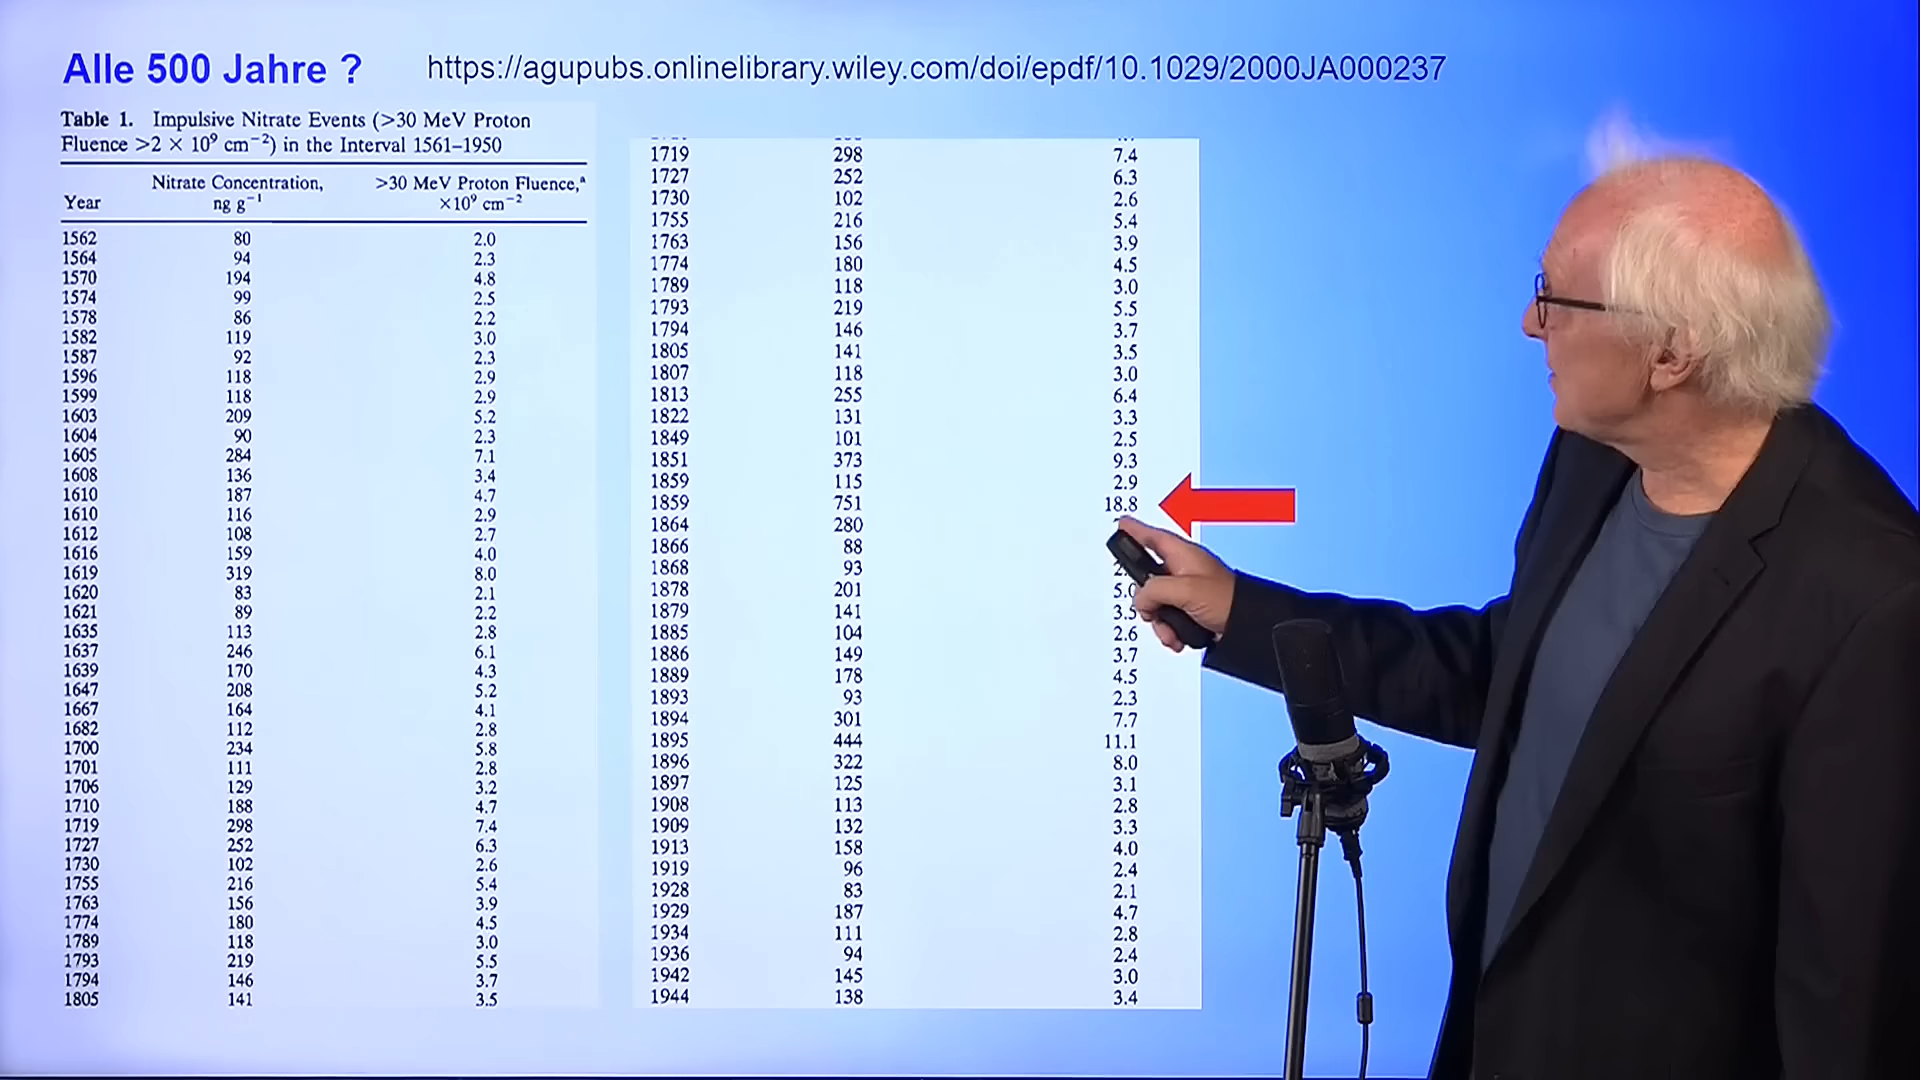 Alle 500 Jahre ?
https://agupubs.onlinelibrary.wiley.com/doi/epdf/10.1029/2000JA000237
Table 1. Impulsive Nitrate Events (>30 MeV Proton
Fluence >2 × 10⁹ cm⁻²) in the Interval 1561–1950
Nitrate Concentration, >30 MeV Proton Fluence,ᵃ
Year ng g⁻¹ ×10⁹ cm⁻²
1562 80 2.0
1564 94 2.3
1570 194 4.8
1574 99 2.5
1578 86 2.2
1582 119 3.0
1587 92 2.3
1596 118 2.9
1599 118 2.9
1603 209 5.2
1604 90 2.3
1605 284 7.1
1608 136 3.4
1610 187 4.7
1610 116 2.9
1612 108 2.7
1616 159 4.0
1619 319 8.0
1620 83 2.1
1621 89 2.2
1635 113 2.8
1637 246 6.1
1639 170 4.3
1647 208 5.2
1667 164 4.1
1682 112 2.8
1700 234 5.8
1701 111 2.8
1706 129 3.2
1710 188 4.7
1719 298 7.4
1727 252 6.3
1730 102 2.6
1755 216 5.4
1763 156 3.9
1774 180 4.5
1789 118 3.0
1793 219 5.5
1794 146 3.7
1805 141 3.5
1719 298 7.4
1727 252 6.3
1730 102 2.6
1755 216 5.4
1763 156 3.9
1774 180 4.5
1789 118 3.0
1793 219 5.5
1794 146 3.7
1805 141 3.5
1807 118 3.0
1813 255 6.4
1822 131 3.3
1849 101 2.5
1851 373 9.3
1859 115 2.9
1859 751 18.8
1864 280
1866 88
1868 93
1878 201 5.0
1879 141 3.5
1885 104 2.6
1886 149 3.7
1889 178 4.5
1893 93 2.3
1894 301 7.7
1895 444 11.1
1896 322 8.0
1897 125 3.1
1908 113 2.8
1909 132 3.3
1913 158 4.0
1919 96 2.4
1928 83 2.1
1929 187 4.7
1934 111 2.8
1936 94 2.4
1942 145 3.0
1944 138 3.4